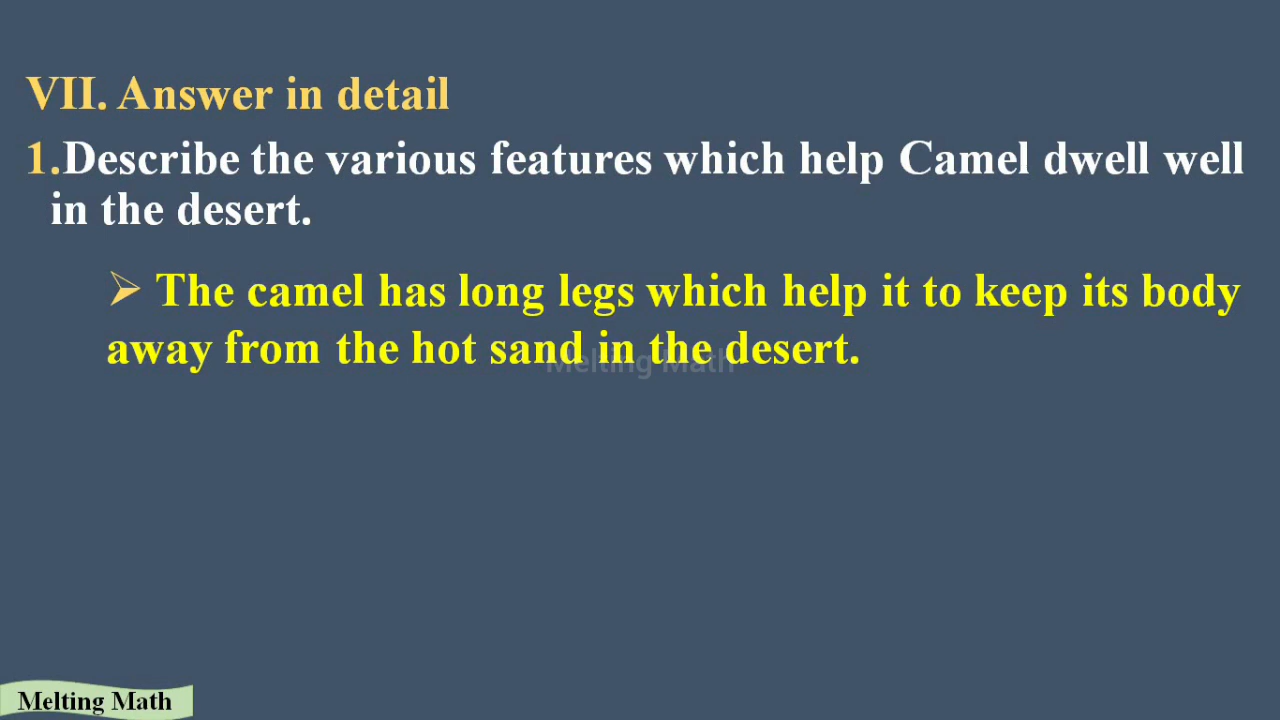 VII. Answer in detail
1.Describe the various features which help Camel dwell well
in the desert.
➢ The camel has long legs which help it to keep its body
away from the hot sand in the desert.
Melting Math
Melting Math